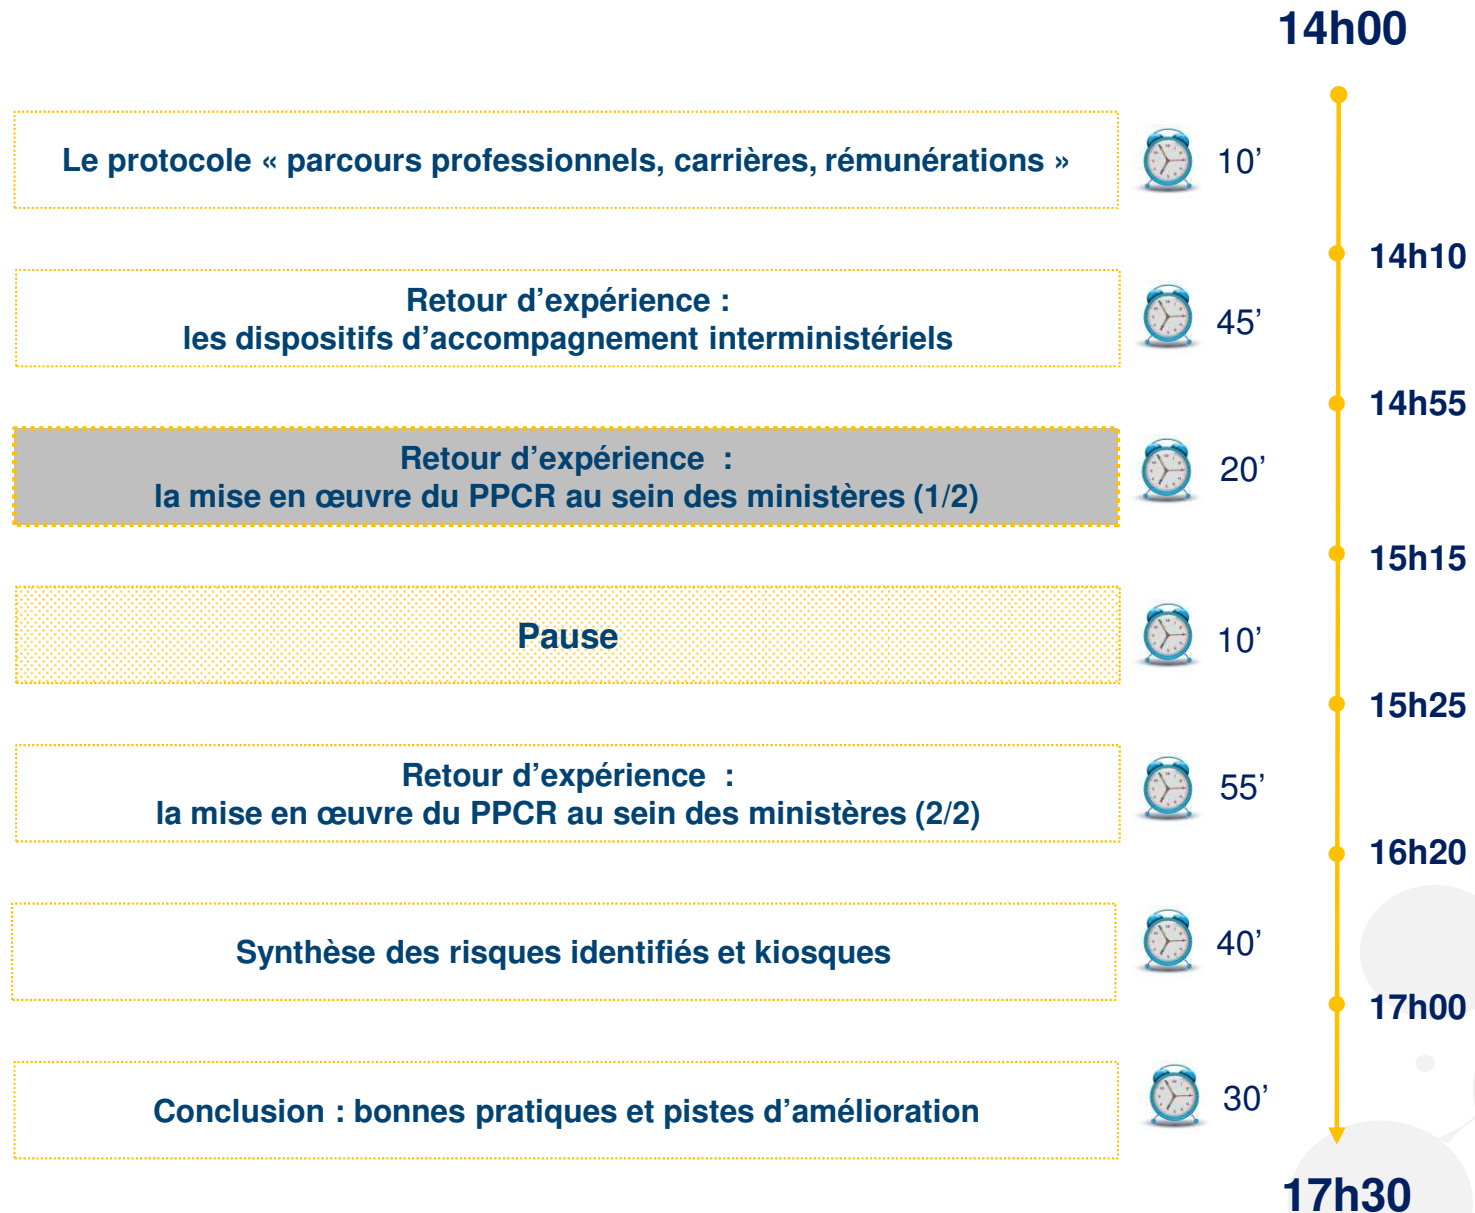 14h00
Le protocole « parcours professionnels, carrières, rémunérations »
10’
14h10
Retour d’expérience :
les dispositifs d’accompagnement interministériels
45’
14h55
Retour d’expérience :
la mise en œuvre du PPCR au sein des ministères (1/2)
20’
15h15
Pause
10’
15h25
Retour d’expérience :
la mise en œuvre du PPCR au sein des ministères (2/2)
55’
16h20
Synthèse des risques identifiés et kiosques
40’
17h00
Conclusion : bonnes pratiques et pistes d’amélioration
30’
17h30